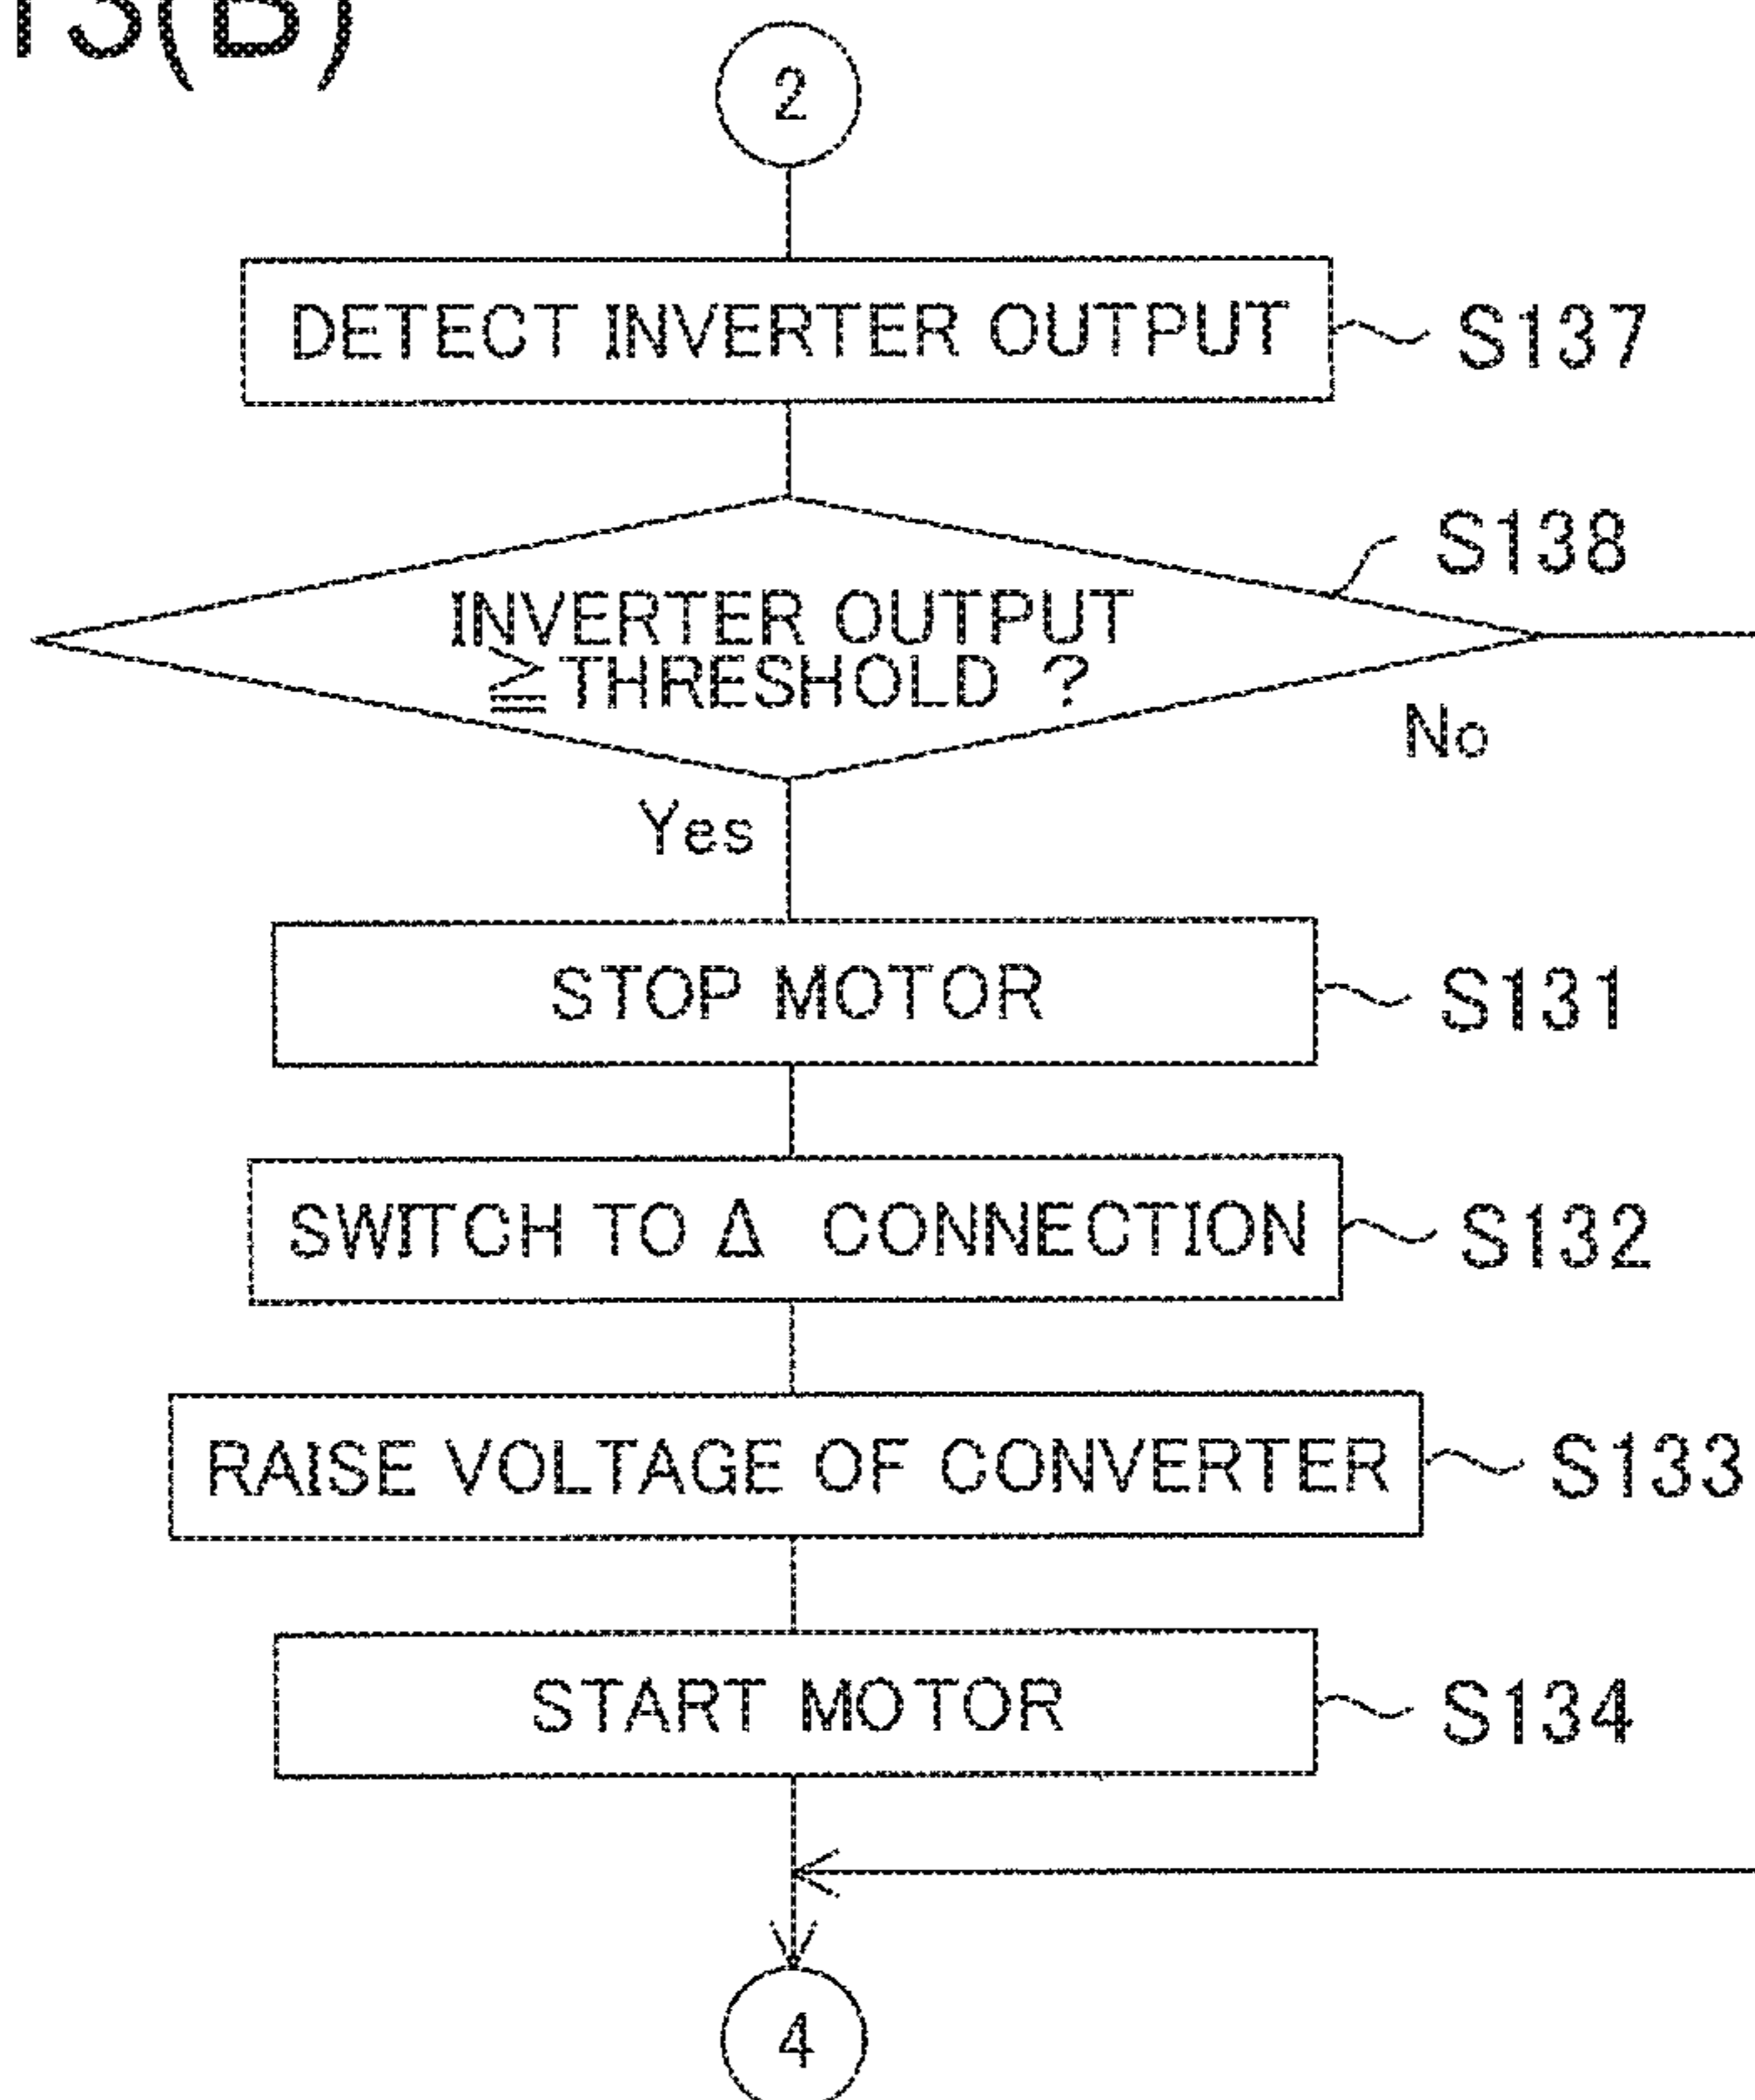 13(B)
2
DETECT INVERTER OUTPUT
S137
S138
INVERTER OUTPUT
≧THRESHOLD ?
No
Yes
STOP MOTOR
S131
SWITCH TO Δ CONNECTION
S132
RAISE VOLTAGE OF CONVERTER
S133
START MOTOR
S134
4